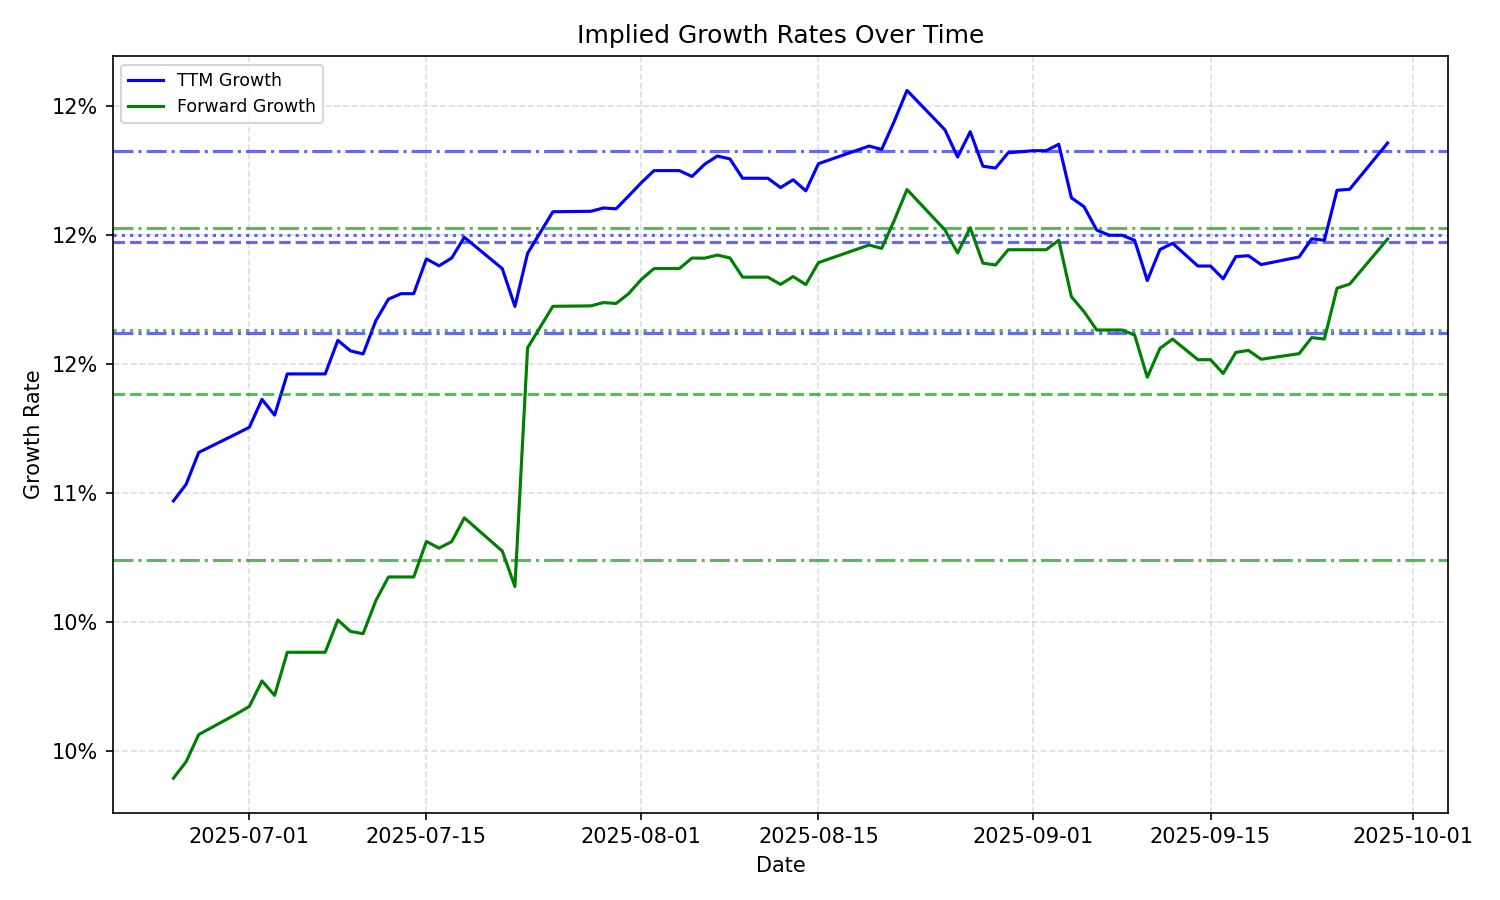 Implied Growth Rates Over Time
TTM Growth
Forward Growth
12%
12%
12%
11%
10%
10%
Growth Rate
2025-07-01
2025-07-15
2025-08-01
2025-08-15
2025-09-01
2025-09-15
2025-10-01
Date